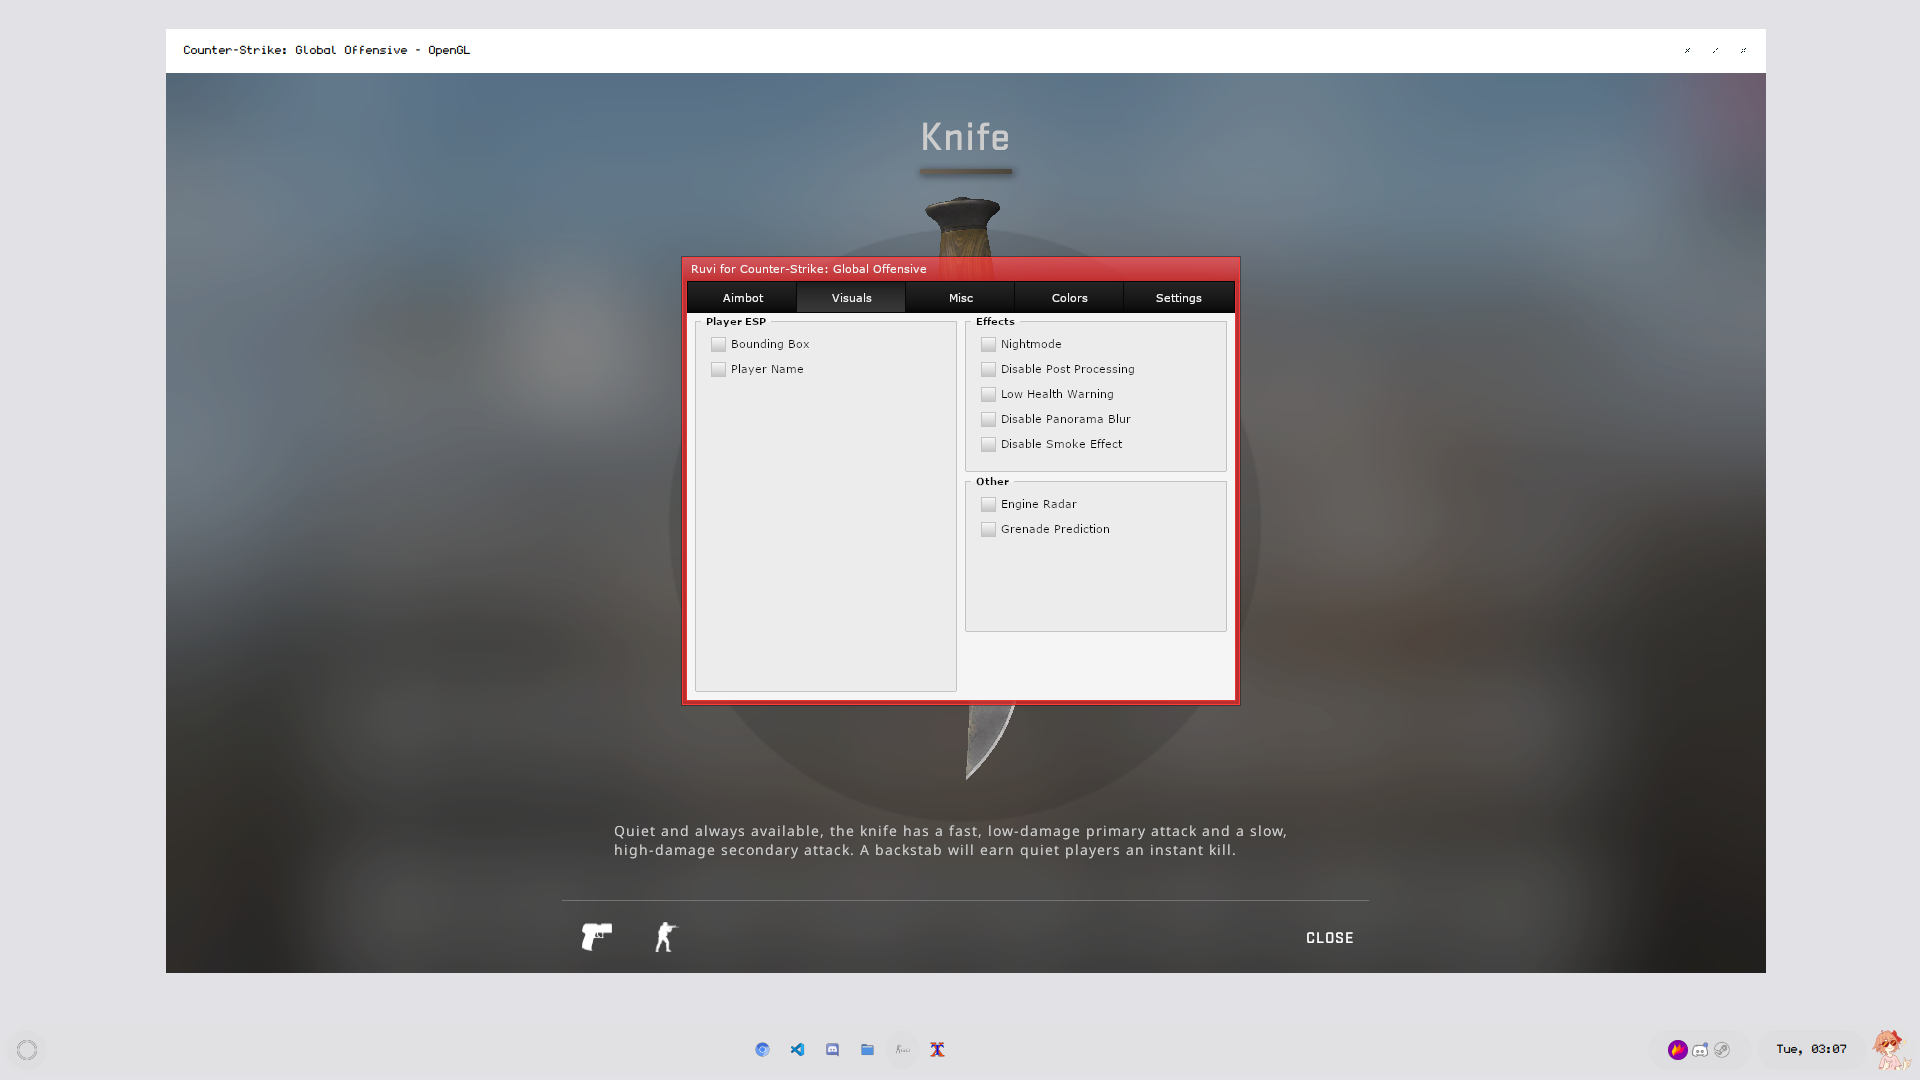 Counter-Strike: Global Offensive - OpenGL
Knife
Ruvi for Counter-Strike: Global Offensive
Aimbot
Visuals
Misc
Colors
Settings
Player ESP
Bounding Box
Player Name
Effects
Nightmode
Disable Post Processing
Low Health Warning
Disable Panorama Blur
Disable Smoke Effect
Other
Engine Radar
Grenade Prediction
Quiet and always available, the knife has a fast, low-damage primary attack and a slow,
high-damage secondary attack. A backstab will earn quiet players an instant kill.
CLOSE
Tue, 03:07